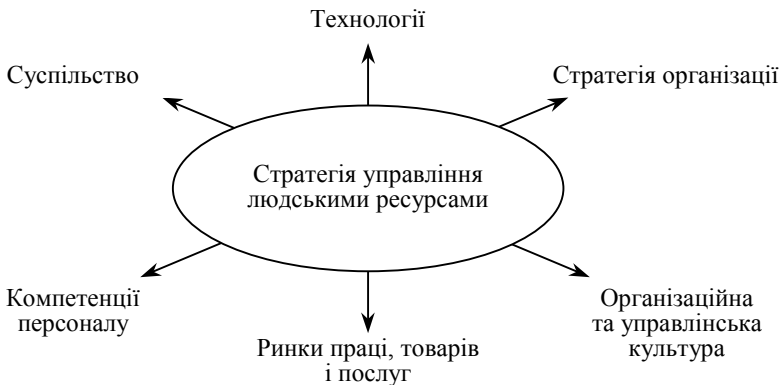 Технології
Суспільство
Стратегія організації
Стратегія управління
людськими ресурсами
Компетенції
персоналу
Ринки праці, товарів
і послуг
Організаційна
та управлінська
культура